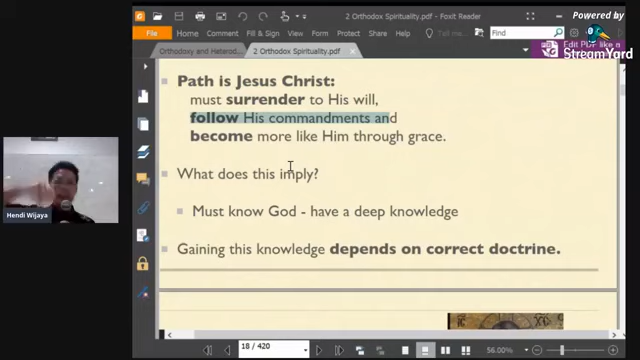 2 Orthodox Spirituality.pdf - Foxit Reader
Powered by
StreamYard
File Home Comment Fill & Sign View Protect
Find
Orthodoxy and Heterod... 2 Orthodox Spirituality.pdf
Edit PDF like a
Path is Jesus Christ:
must surrender to His will,
follow His commandments and
become more like Him through grace.
What does this imply?
Must know God - have a deep knowledge
Gaining this knowledge depends on correct doctrine.
Hendi Wijaya
18 / 420
56.00%